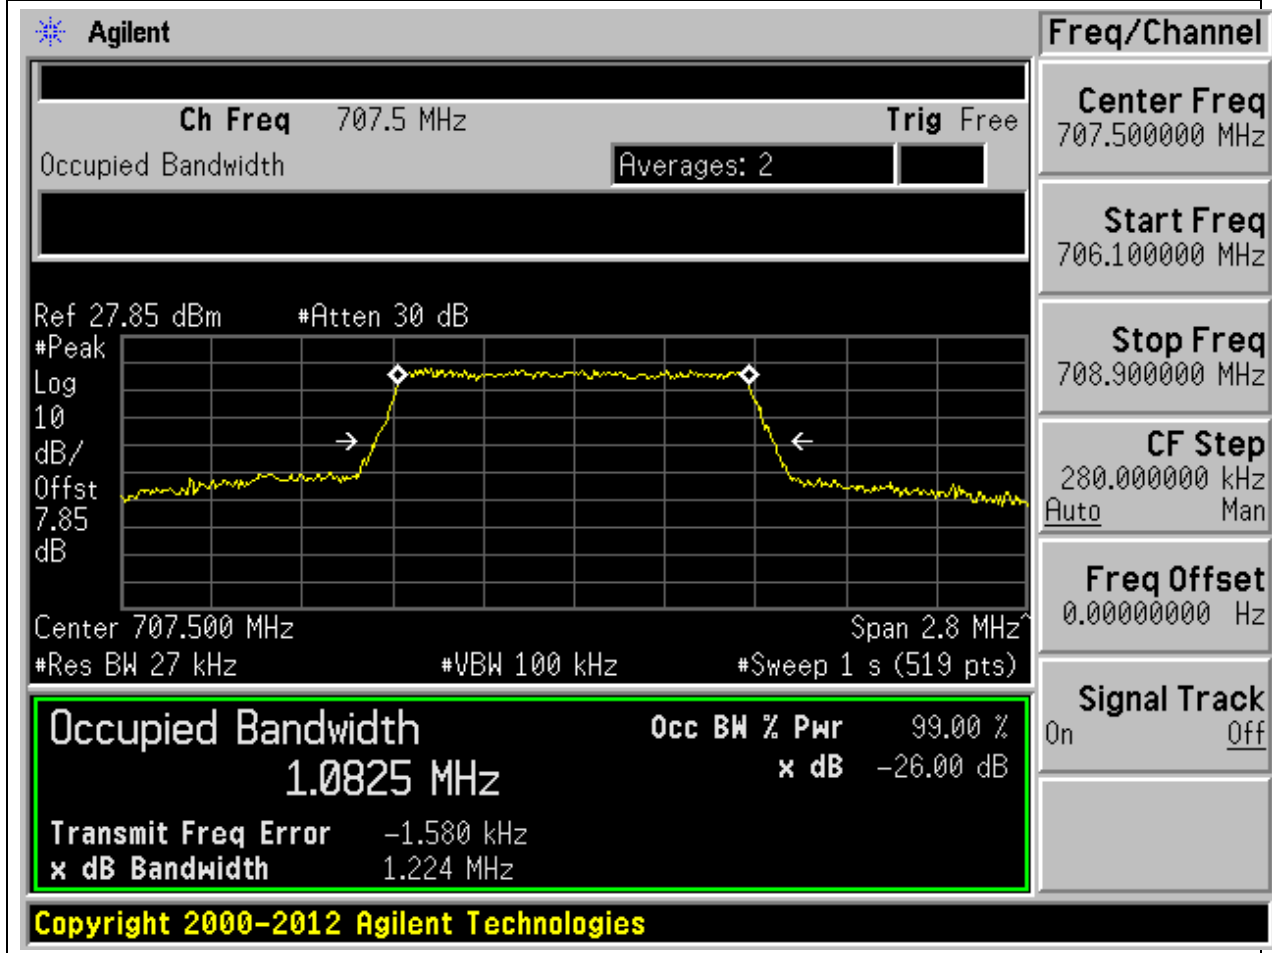 Agilent
Freq/Channel
Ch Freq 707.5 MHz Trig Free
Occupied Bandwidth Averages: 2
Center Freq
707.500000 MHz
Start Freq
706.100000 MHz
Stop Freq
708.900000 MHz
CF Step
280.000000 kHz
Auto Man
Freq Offset
0.00000000 Hz
Signal Track
On Off
Ref 27.85 dBm #Atten 30 dB
#Peak
Log
10
dB/
Offst
7.85
dB
Center 707.500 MHz Span 2.8 MHz^
#Res BW 27 kHz #VBW 100 kHz #Sweep 1 s (519 pts)
Occupied Bandwidth Occ BW % Pwr 99.00 %
1.0825 MHz x dB -26.00 dB
Transmit Freq Error -1.580 kHz
x dB Bandwidth 1.224 MHz
Copyright 2000-2012 Agilent Technologies